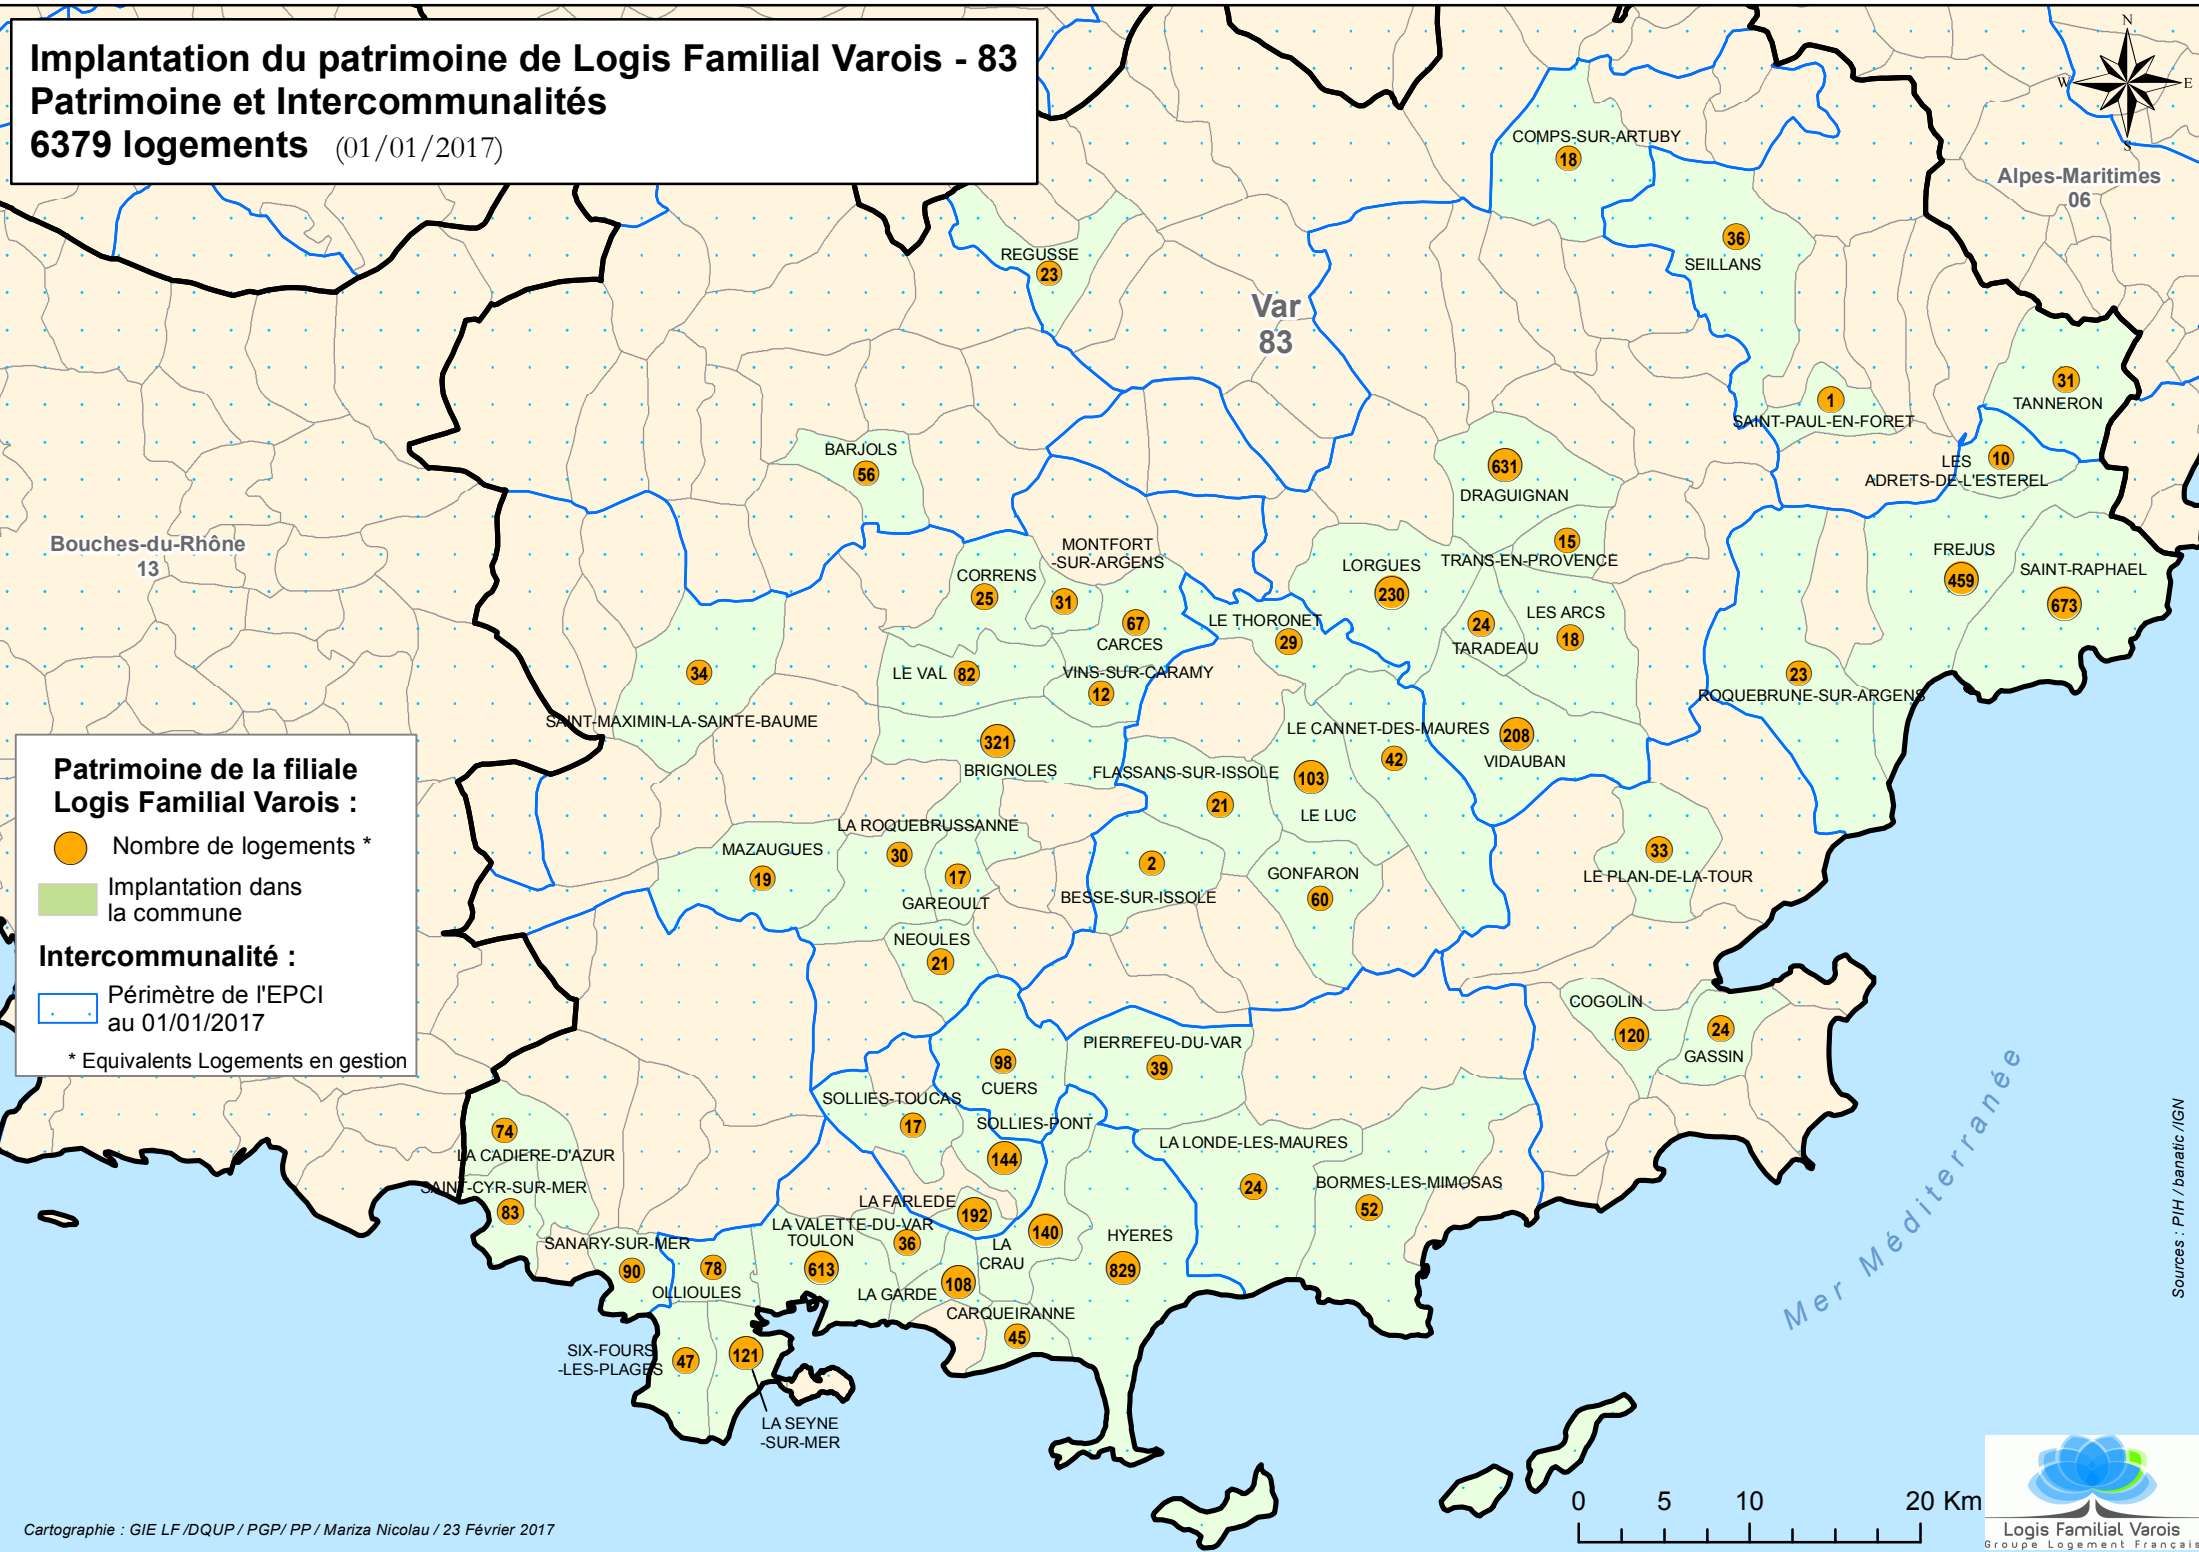 Implantation du patrimoine de Logis Familial Varois - 83
Patrimoine et Intercommunalités
6379 logements (01/01/2017)
N
W
E
S
Alpes-Maritimes
06
COMPS-SUR-ARTUBY
18
36
SEILLANS
REGUSSE
23
Var
83
31
TANNERON
1
SAINT-PAUL-EN-FORET
BARJOLS
56
631
DRAGUIGNAN
10
LES
ADRETS-DE-L'ESTEREL
Bouches-du-Rhône
13
MONTFORT
-SUR-ARGENS
31
CORRENS
25
67
CARCES
LE THORONET
29
LORGUES
230
15
TRANS-EN-PROVENCE
24
TARADEAU
LES ARCS
18
FREJUS
459
SAINT-RAPHAEL
673
34
SAINT-MAXIMIN-LA-SAINTE-BAUME
LE VAL
82
VINS-SUR-CARAMY
12
23
ROQUEBRUNE-SUR-ARGENS
321
BRIGNOLES
LE CANNET-DES-MAURES
42
208
VIDAUBAN
FLASSANS-SUR-ISSOLE
21
103
LE LUC
LA ROQUEBRUSSANNE
30
MAZAUGUES
19
17
GAREOULT
2
BESSE-SUR-ISSOLE
GONFARON
60
33
LE PLAN-DE-LA-TOUR
NEOULES
21
COGOLIN
120
24
GASSIN
98
CUERS
PIERREFEU-DU-VAR
39
SOLLIES-TOUCAS
17
SOLLIES-PONT
144
74
LA CADIERE-D'AZUR
SAINT-CYR-SUR-MER
83
LA LONDE-LES-MAURES
24
BORMES-LES-MIMOSAS
52
LA FARLEDE
192
LA VALETTE-DU-VAR
36
TOULON
613
LA
CRAU
140
HYERES
829
SANARY-SUR-MER
90
78
OLLIOULES
LA GARDE
108
CARQUEIRANNE
45
SIX-FOURS
-LES-PLAGES
47
121
LA SEYNE
-SUR-MER
Mer Méditerranée
Patrimoine de la filiale
Logis Familial Varois :
Nombre de logements *
Implantation dans
la commune
Intercommunalité :
Périmètre de l'EPCI
au 01/01/2017
* Equivalents Logements en gestion
Sources : PIH / banatic /IGN
0 5 10 20 Km
Logis Familial Varois
Groupe Logement Français
Cartographie : GIE LF /DQUP / PGP/ PP / Mariza Nicolau / 23 Février 2017